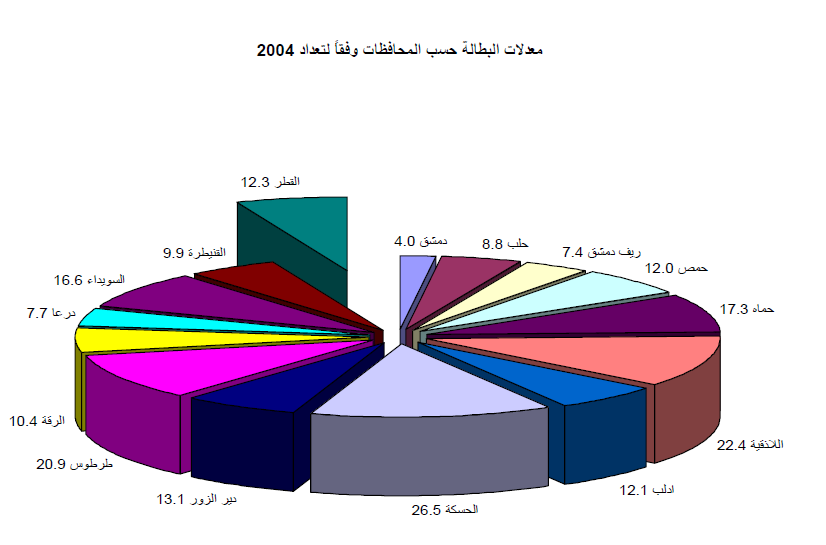 معدلات البطالة حسب المحافظات وفقاً لتعداد 2004
القطر 12.3
دمشق 4.0
حلب 8.8
ريف دمشق 7.4
حمص 12.0
حماه 17.3
اللاذقية 22.4
ادلب 12.1
الحسكة 26.5
دير الزور 13.1
طرطوس 20.9
الرقة 10.4
درعا 7.7
السويداء 16.6
القنيطرة 9.9